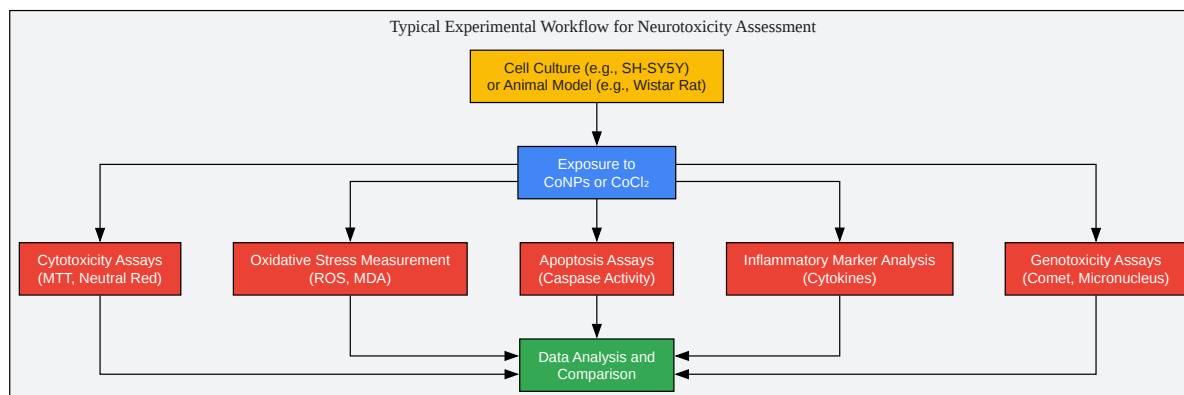 Typical Experimental Workflow for Neurotoxicity Assessment
Cell Culture (e.g., SH-SY5Y)
or Animal Model (e.g., Wistar Rat)
Exposure to
CoNPs or CoCl₂
Cytotoxicity Assays
(MTT, Neutral Red)
Oxidative Stress Measurement
(ROS, MDA)
Apoptosis Assays
(Caspase Activity)
Inflammatory Marker Analysis
(Cytokines)
Genotoxicity Assays
(Comet, Micronucleus)
Data Analysis and
Comparison